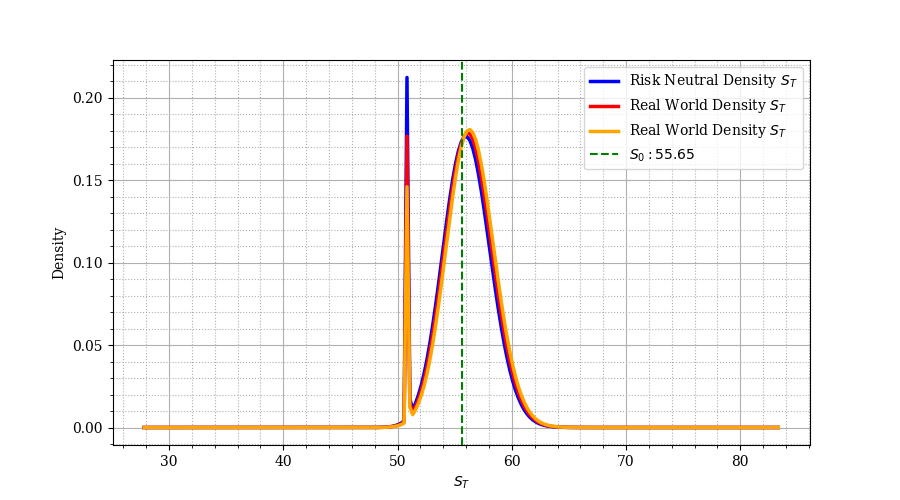 0.20
0.15
0.10
0.05
0.00
Density
30 40 50 60 70 80
S_T
Risk Neutral Density S_T
Real World Density S_T
Real World Density S_T
S_0 : 55.65